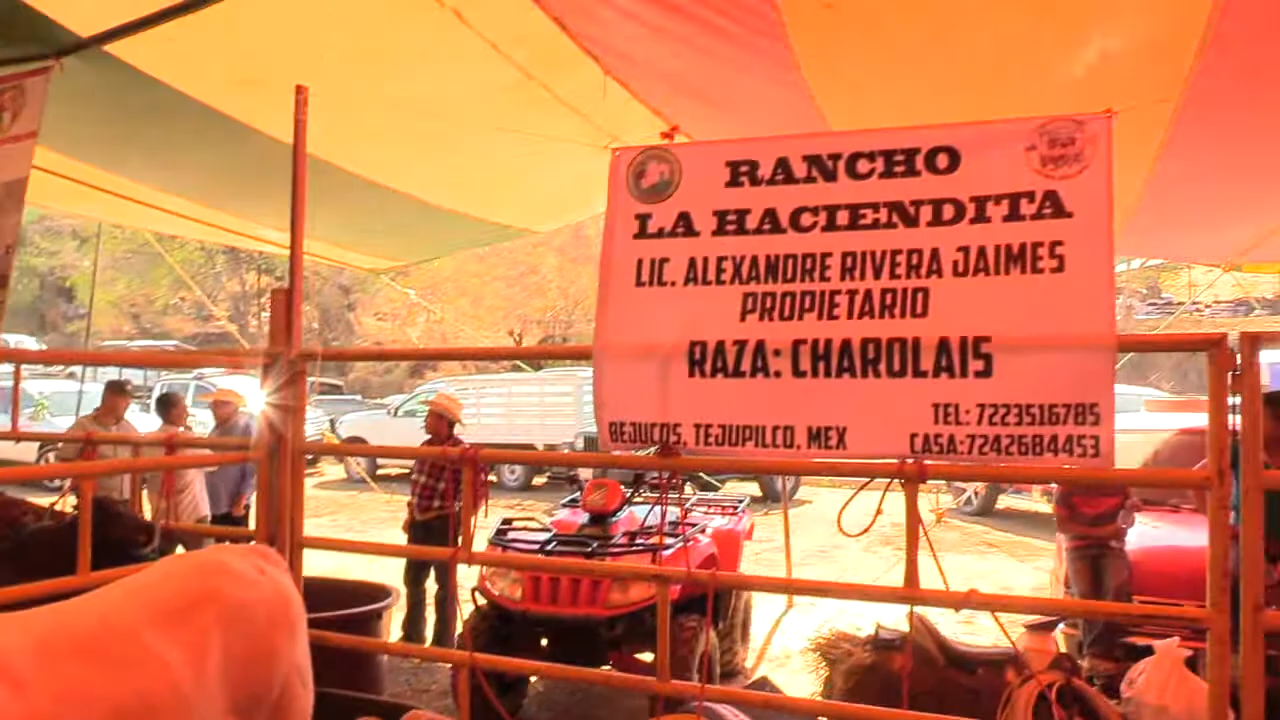 RANCHO
LA HACIENDITA
LIC. ALEXANDRE RIVERA JAIMES
PROPIETARIO
RAZA: CHAROLAIS
BEJUCOS, TEJUPILCO, MEX
TEL: 7223516785
CASA:7242684453